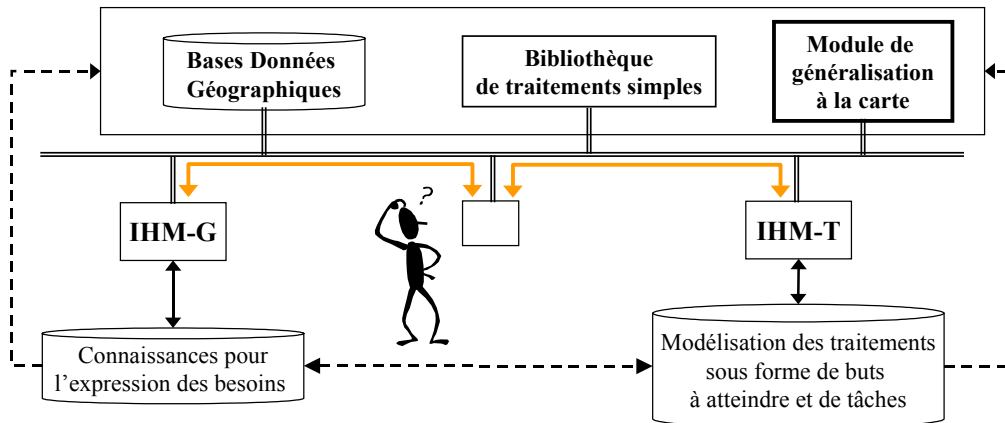 Bases Données
Géographiques
Bibliothèque
de traitements simples
Module de
généralisation
à la carte
IHM-G
?
IHM-T
Connaissances pour
l’expression des besoins
Modélisation des traitements
sous forme de buts
à atteindre et de tâches